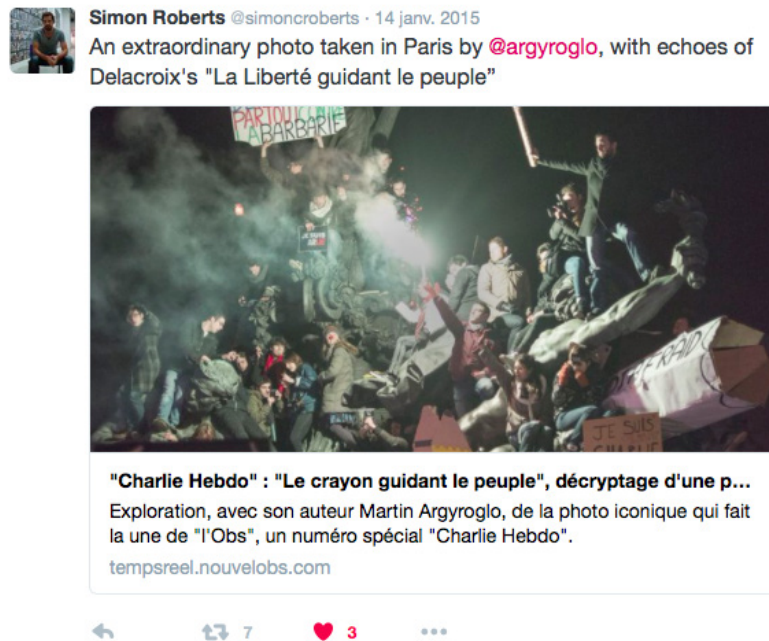 Simon Roberts @simoncroberts · 14 janv. 2015
An extraordinary photo taken in Paris by @argyroglo, with echoes of
Delacroix's "La Liberté guidant le peuple”
PARTOUT
BARBARIE
JE SUIS
AFRAID
JE SUIS
CHARLIE
"Charlie Hebdo" : "Le crayon guidant le peuple", décryptage d'une p...
Exploration, avec son auteur Martin Argyroglo, de la photo iconique qui fait
la une de "l'Obs", un numéro spécial "Charlie Hebdo".
tempsreel.nouvelobs.com
7 3